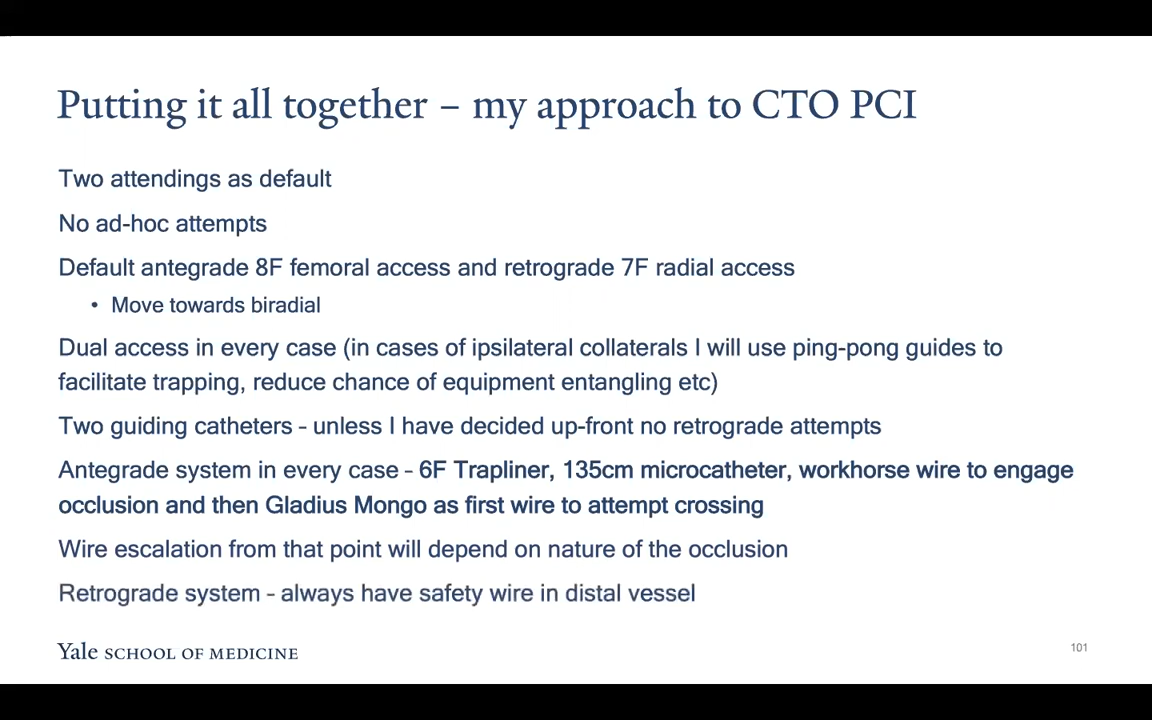 Putting it all together – my approach to CTO PCI
Two attendings as default
No ad-hoc attempts
Default antegrade 8F femoral access and retrograde 7F radial access
• Move towards biradial
Dual access in every case (in cases of ipsilateral collaterals I will use ping-pong guides to
facilitate trapping, reduce chance of equipment entangling etc)
Two guiding catheters - unless I have decided up-front no retrograde attempts
Antegrade system in every case - 6F Trapliner, 135cm microcatheter, workhorse wire to engage
occlusion and then Gladius Mongo as first wire to attempt crossing
Wire escalation from that point will depend on nature of the occlusion
Retrograde system - always have safety wire in distal vessel
Yale SCHOOL OF MEDICINE
101